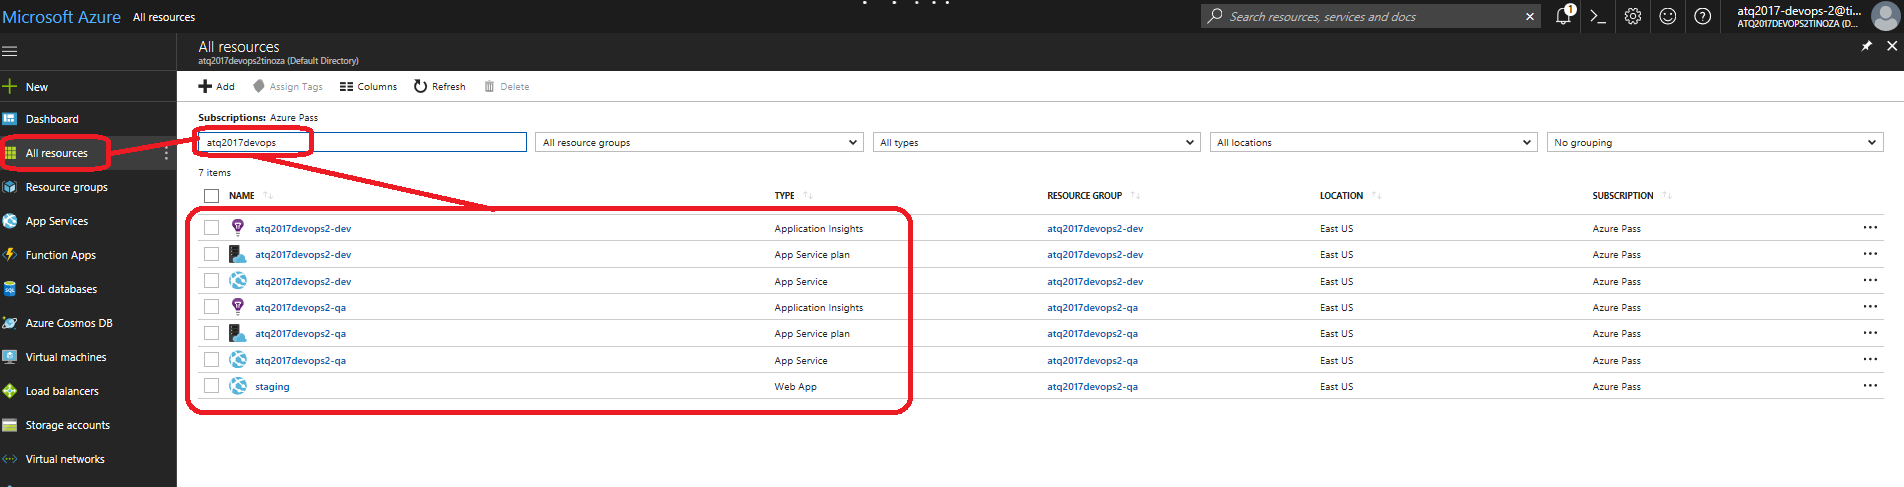 Microsoft Azure All resources
Search resources, services and docs
1
atq2017-devops-2@ti...
ATQ2017DEVOPS2TINOZA (D...
All resources
atq2017devops2tinoza (Default Directory)
New
Dashboard
All resources
Resource groups
App Services
Function Apps
SQL databases
Azure Cosmos DB
Virtual machines
Load balancers
Storage accounts
Virtual networks
Add Assign Tags Columns Refresh Delete
Subscriptions: Azure Pass
atq2017devops All resource groups All types All locations No grouping
7 items
NAME TYPE RESOURCE GROUP LOCATION SUBSCRIPTION
atq2017devops2-dev Application Insights atq2017devops2-dev East US Azure Pass
atq2017devops2-dev App Service plan atq2017devops2-dev East US Azure Pass
atq2017devops2-dev App Service atq2017devops2-dev East US Azure Pass
atq2017devops2-qa Application Insights atq2017devops2-qa East US Azure Pass
atq2017devops2-qa App Service plan atq2017devops2-qa East US Azure Pass
atq2017devops2-qa App Service atq2017devops2-qa East US Azure Pass
staging Web App atq2017devops2-qa East US Azure Pass